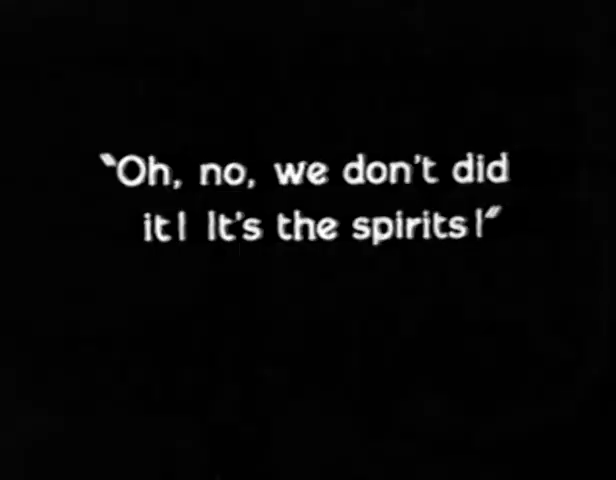 "Oh, no, we don't did
it! It's the spirits!"